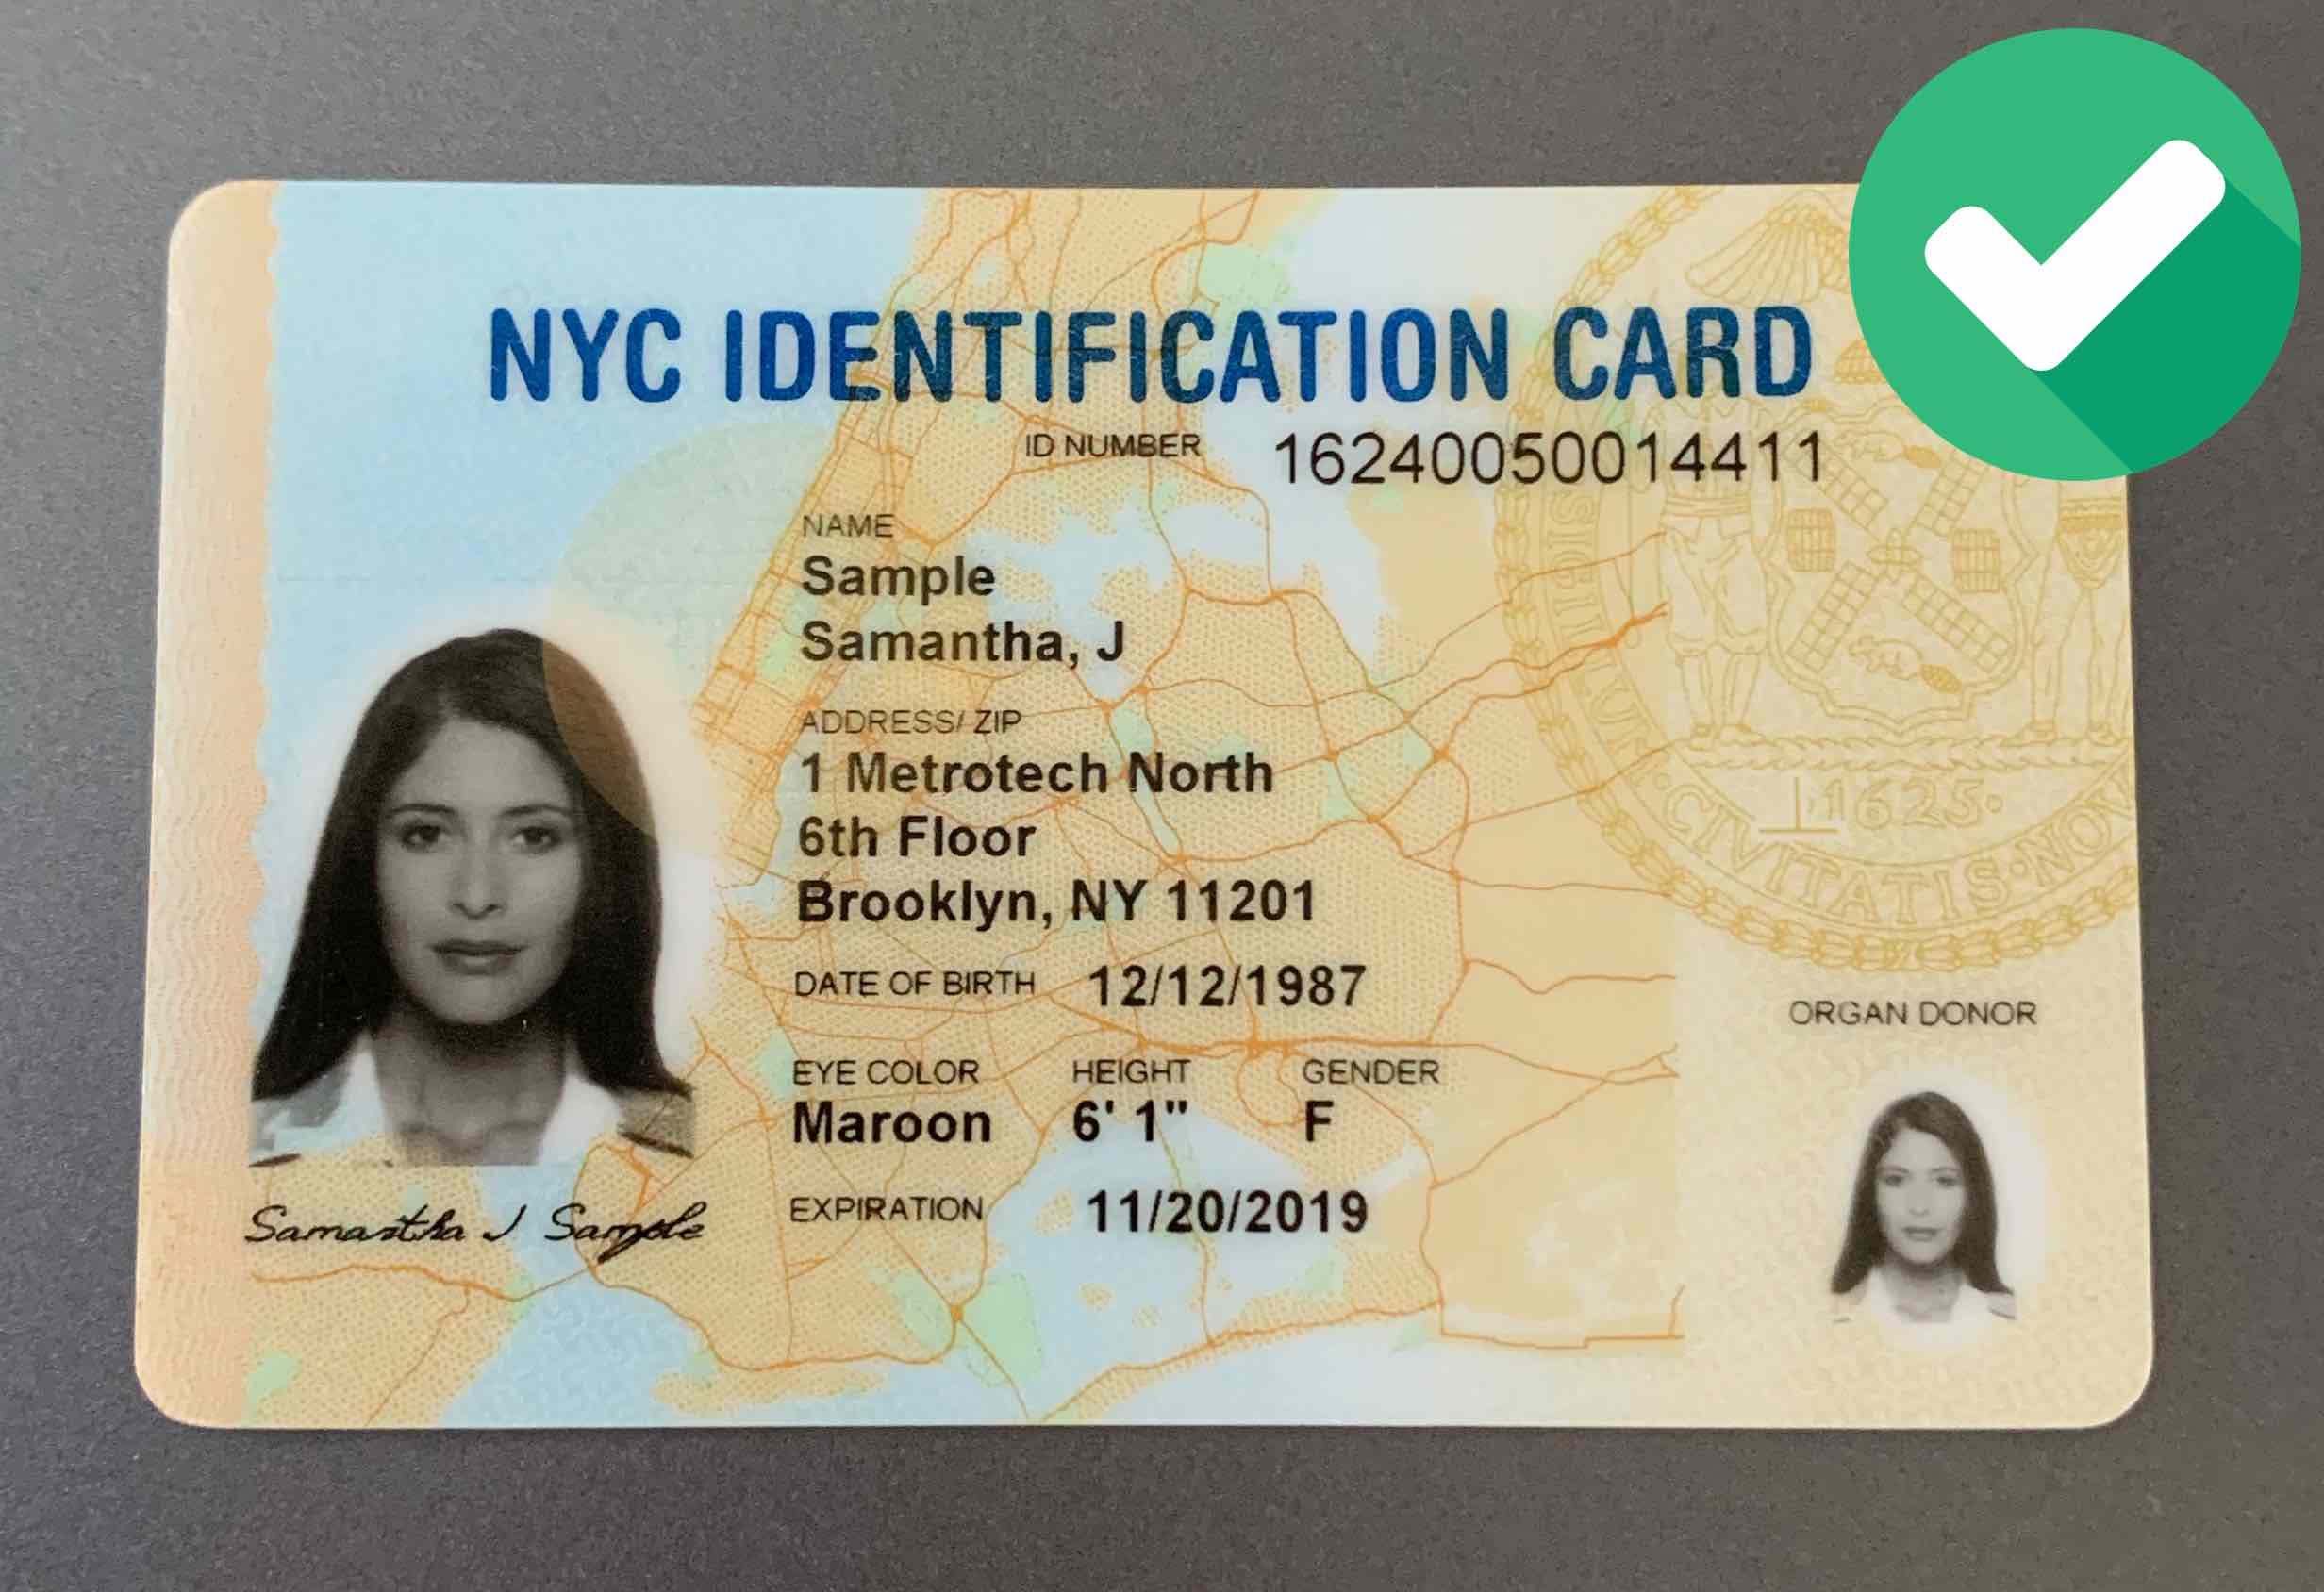 NYC IDENTIFICATION CARD
ID NUMBER 16240050014411
NAME
Sample
Samantha, J
ADDRESS/ ZIP
1 Metrotech North
6th Floor
Brooklyn, NY 11201
DATE OF BIRTH 12/12/1987
EYE COLOR HEIGHT GENDER
Maroon 6' 1" F
EXPIRATION 11/20/2019
Samantha J Sample
·1625·
CIVITATIS·NOV
ORGAN DONOR